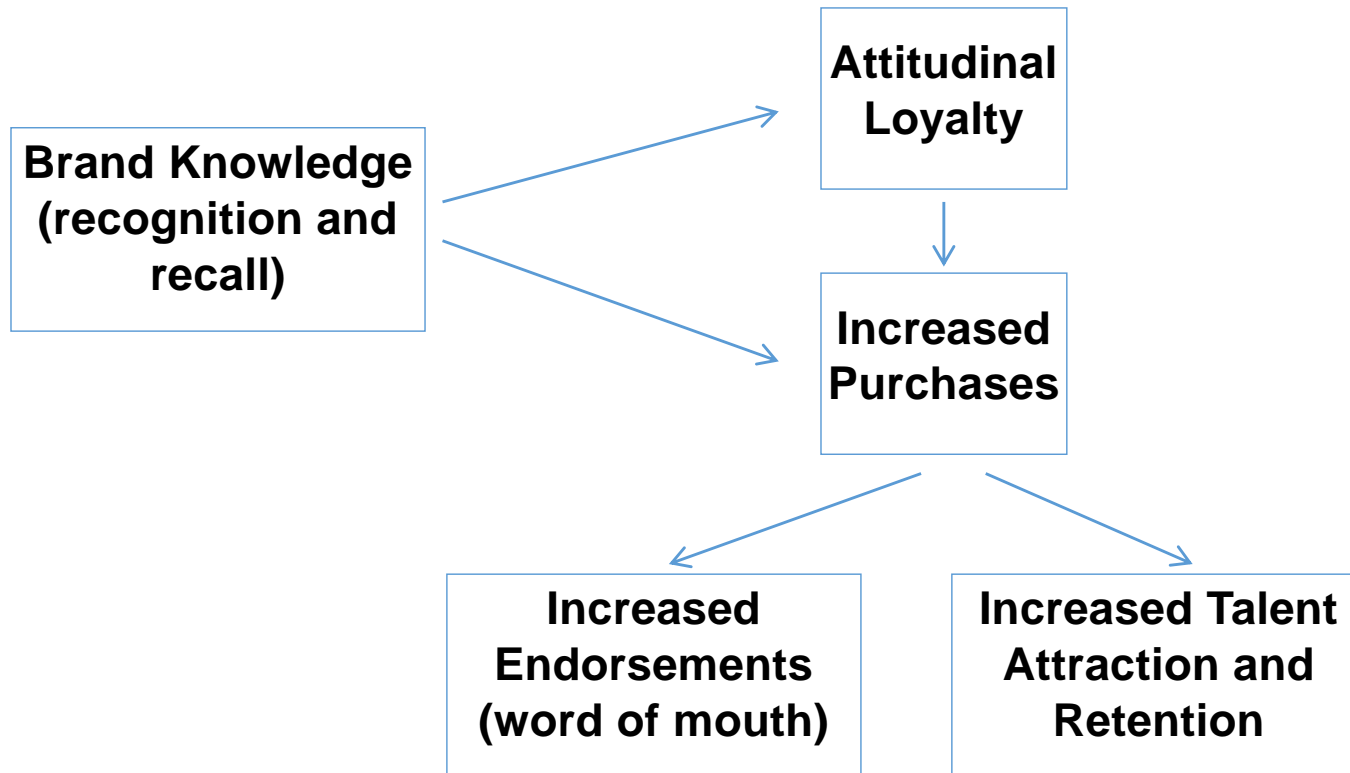 Attitudinal
Loyalty
Brand Knowledge
(recognition and
recall)
Increased
Purchases
Increased
Endorsements
(word of mouth)
Increased Talent
Attraction and
Retention